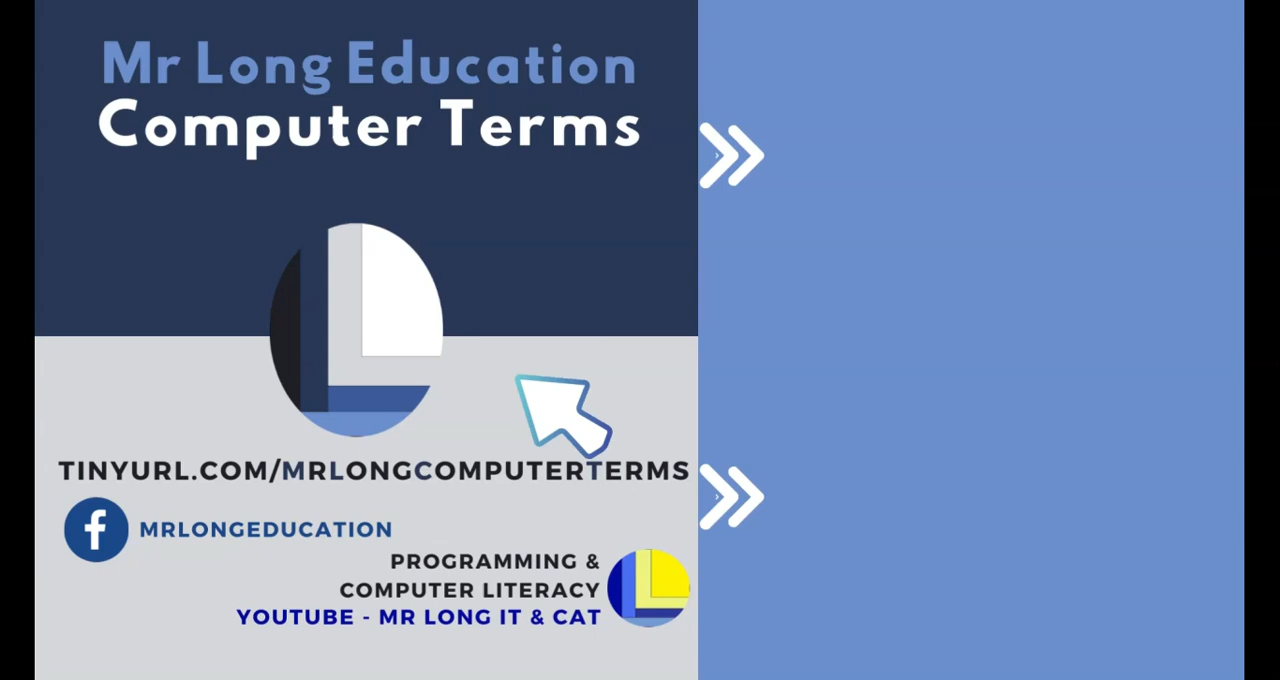 Mr Long Education
Computer Terms
TINYURL.COM/MRLONGCOMPUTERTERMS
MRLONGEDUCATION
PROGRAMMING &
COMPUTER LITERACY
YOUTUBE - MR LONG IT & CAT